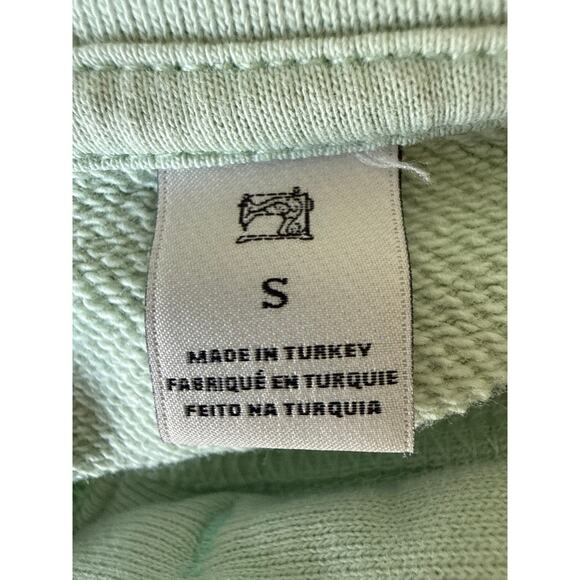 S
MADE IN TURKEY
FABRIQUÉ EN TURQUIE
FEITO NA TURQUIA